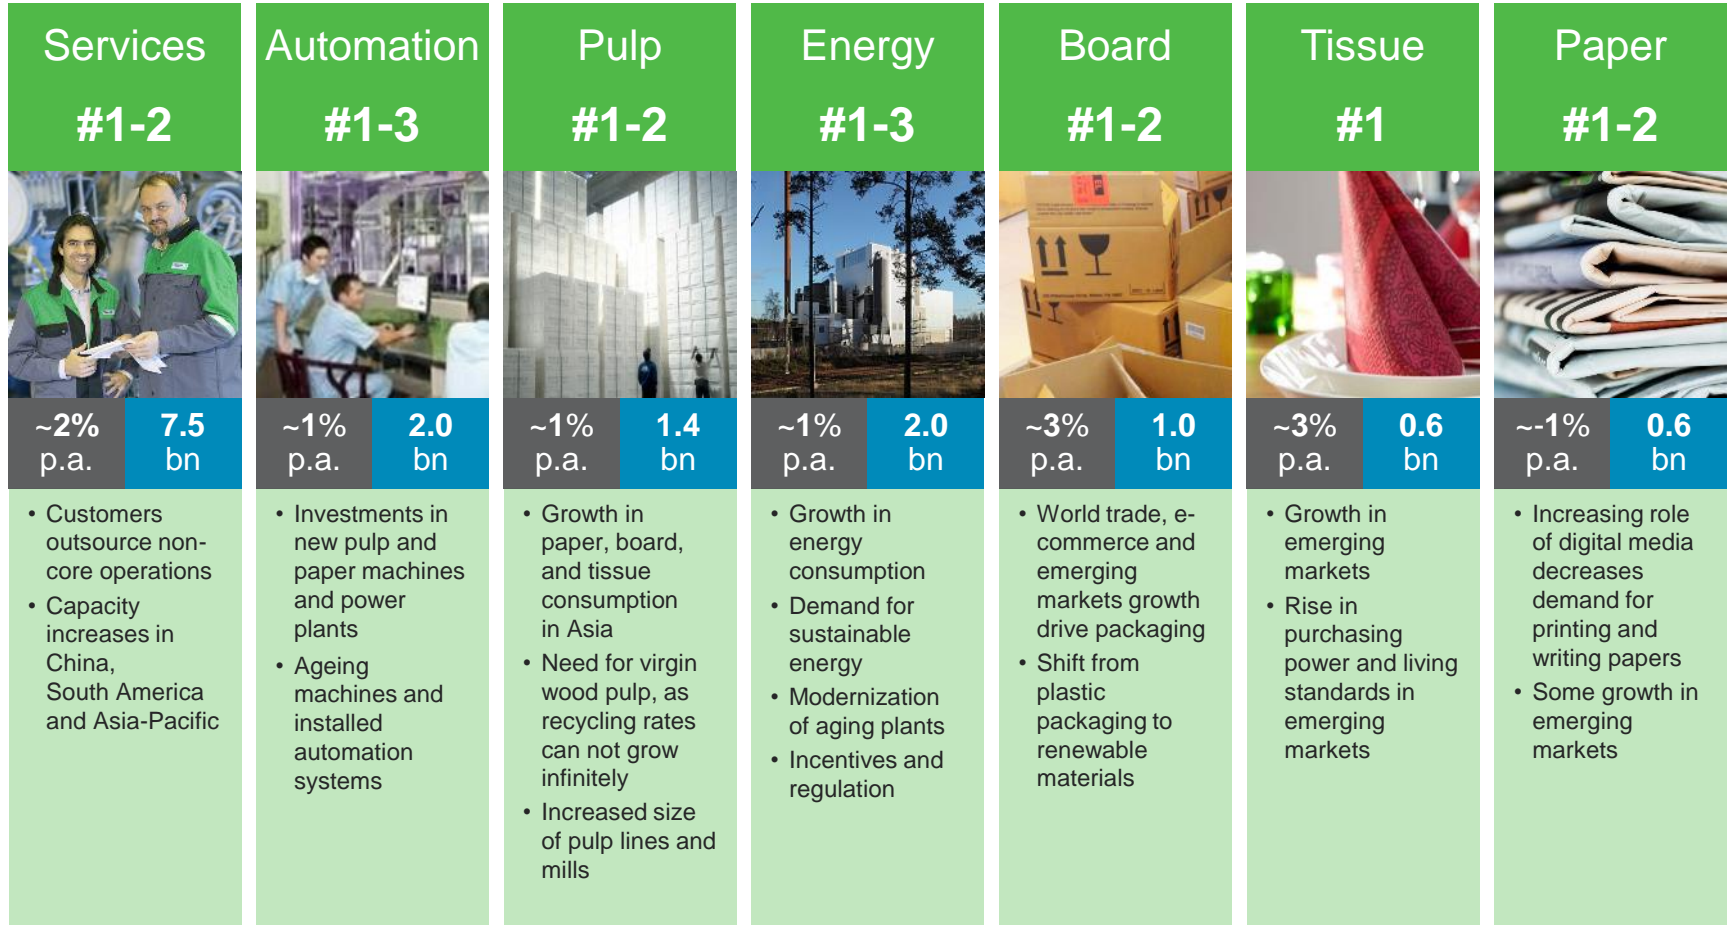 Services
#1-2
~2%
p.a.
7.5
bn
• Customers
outsource non-
core operations
• Capacity
increases in
China,
South America
and Asia-Pacific
Automation
#1-3
~1%
p.a.
2.0
bn
• Investments in
new pulp and
paper machines
and power
plants
• Ageing
machines and
installed
automation
systems
Pulp
#1-2
~1%
p.a.
1.4
bn
• Growth in
paper, board,
and tissue
consumption
in Asia
• Need for virgin
wood pulp, as
recycling rates
can not grow
infinitely
• Increased size
of pulp lines and
mills
Energy
#1-3
~1%
p.a.
2.0
bn
• Growth in
energy
consumption
• Demand for
sustainable
energy
• Modernization
of aging plants
• Incentives and
regulation
Board
#1-2
~3%
p.a.
1.0
bn
• World trade, e-
commerce and
emerging
markets growth
drive packaging
• Shift from
plastic
packaging to
renewable
materials
Tissue
#1
~3%
p.a.
0.6
bn
• Growth in
emerging
markets
• Rise in
purchasing
power and living
standards in
emerging
markets
Paper
#1-2
~-1%
p.a.
0.6
bn
• Increasing role
of digital media
decreases
demand for
printing and
writing papers
• Some growth in
emerging
markets